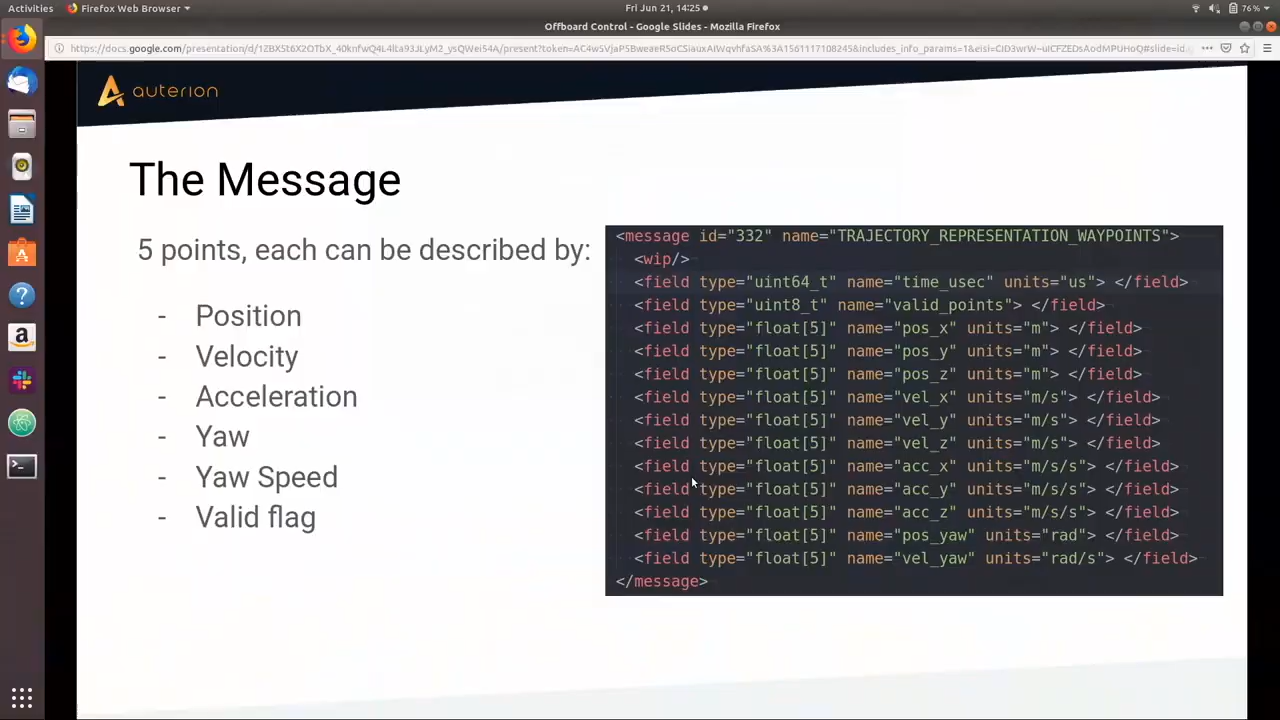 Activities
Firefox Web Browser
Fri Jun 21, 14:25
76%
Offboard Control - Google Slides - Mozilla Firefox
auterion
The Message
5 points, each can be described by:
- Position
- Velocity
- Acceleration
- Yaw
- Yaw Speed
- Valid flag
<message id="332" name="TRAJECTORY_REPRESENTATION_WAYPOINTS">
<wip/>
<field type="uint64_t" name="time_usec" units="us"> </field>
<field type="uint8_t" name="valid_points"> </field>
<field type="float[5]" name="pos_x" units="m"> </field>
<field type="float[5]" name="pos_y" units="m"> </field>
<field type="float[5]" name="pos_z" units="m"> </field>
<field type="float[5]" name="vel_x" units="m/s"> </field>
<field type="float[5]" name="vel_y" units="m/s"> </field>
<field type="float[5]" name="vel_z" units="m/s"> </field>
<field type="float[5]" name="acc_x" units="m/s/s"> </field>
<field type="float[5]" name="acc_y" units="m/s/s"> </field>
<field type="float[5]" name="acc_z" units="m/s/s"> </field>
<field type="float[5]" name="pos_yaw" units="rad"> </field>
<field type="float[5]" name="vel_yaw" units="rad/s"> </field>
</message>